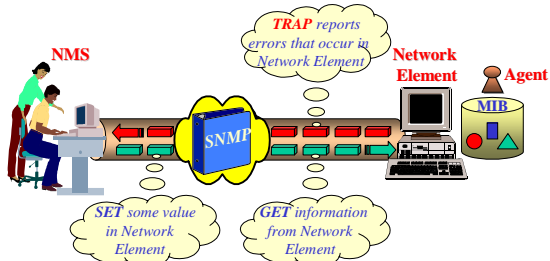 TRAP reports
errors that occur in
Network Element
NMS
Network
Element
Agent
MIB
SNMP
SET some value
in Network
Element
GET information
from Network
Element